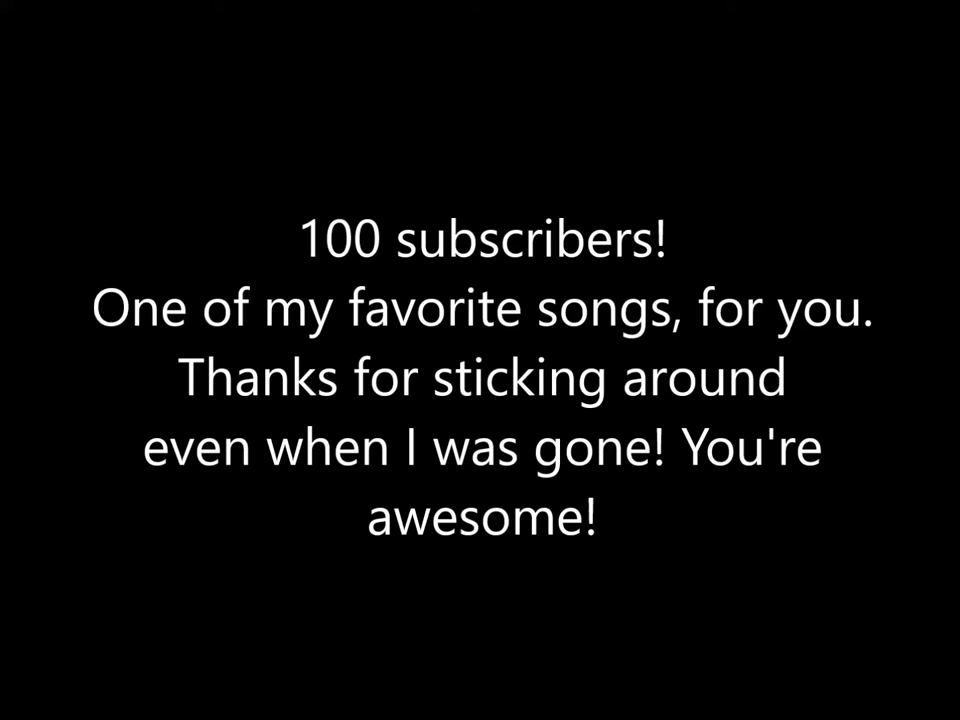 100 subscribers!
One of my favorite songs, for you.
Thanks for sticking around
even when I was gone! You're
awesome!